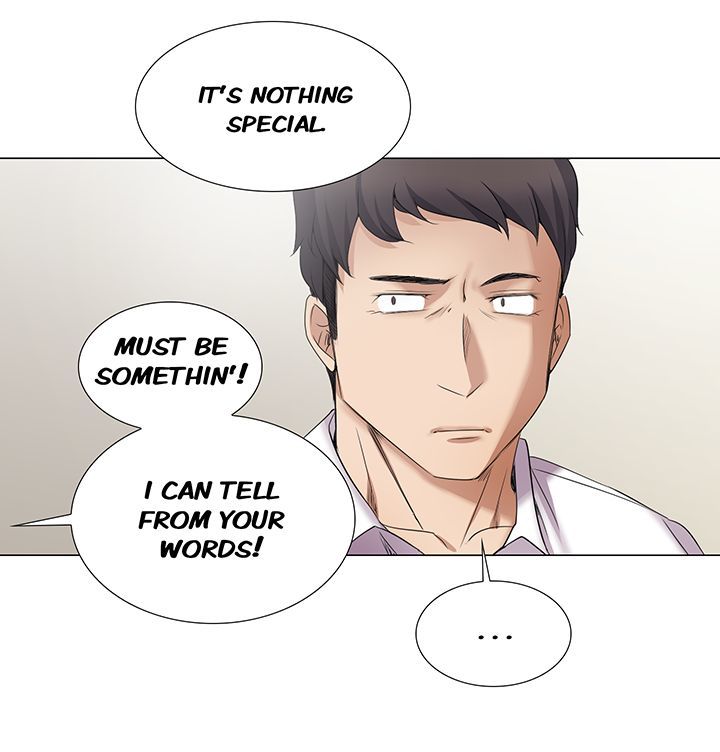 IT'S NOTHING
SPECIAL.
MUST BE
SOMETHIN'!
I CAN TELL
FROM YOUR
WORDS!
...